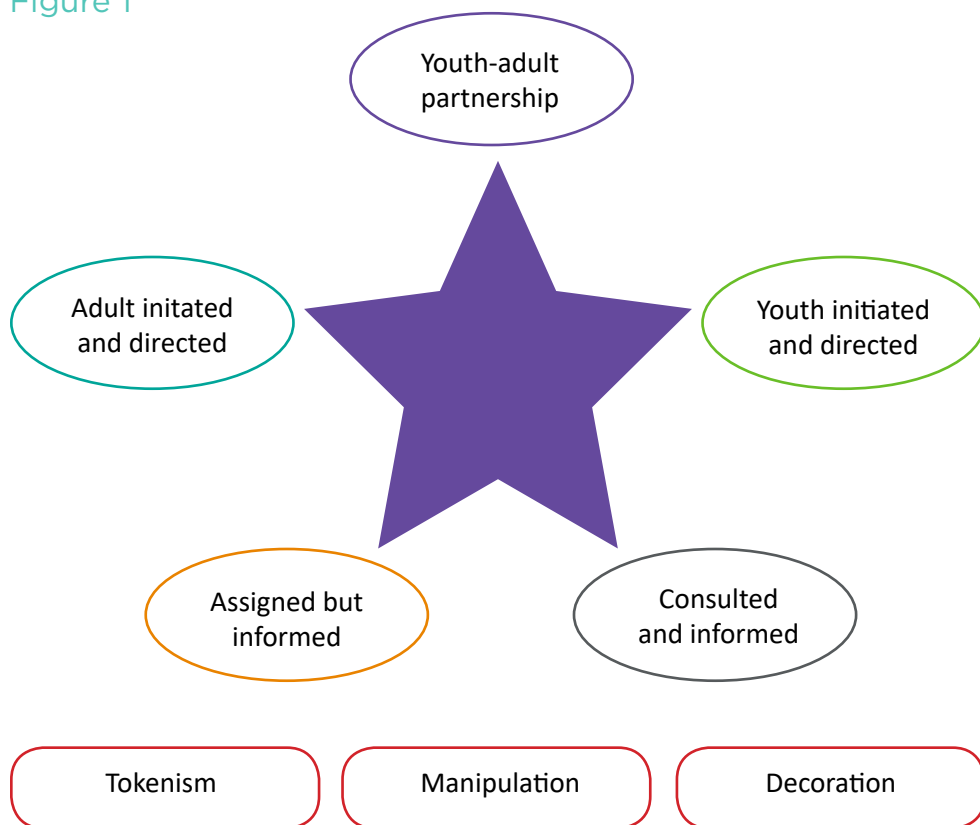 Figure 1
Youth-adult
partnership
Adult initated
and directed
Youth initiated
and directed
Assigned but
informed
Consulted
and informed
Tokenism
Manipulation
Decoration